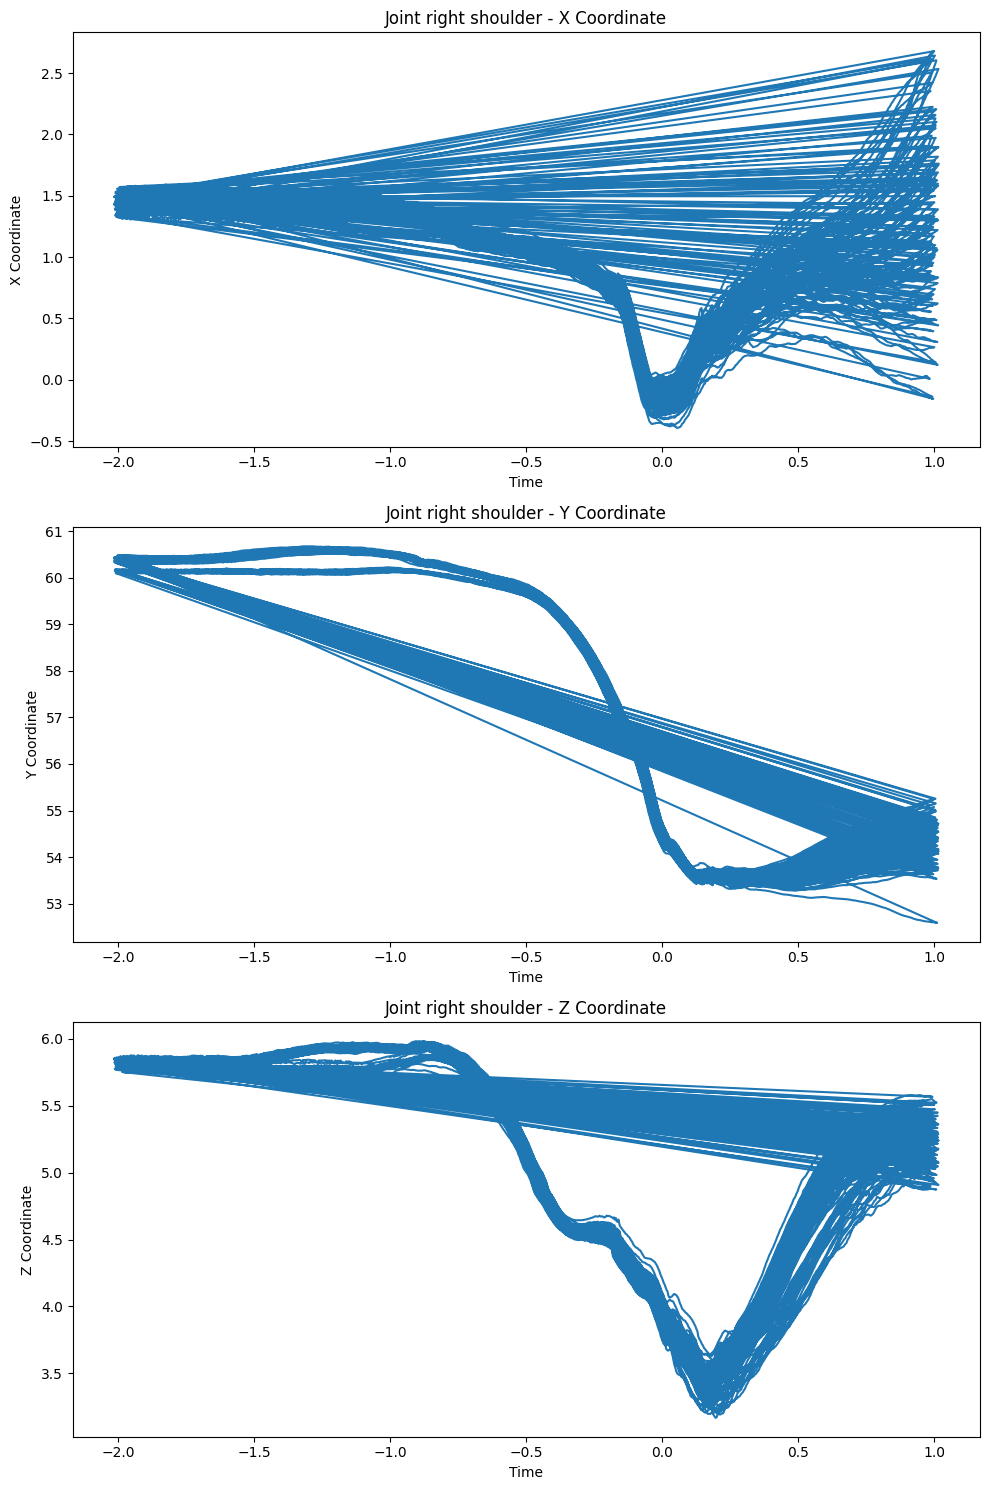 Joint right shoulder - X Coordinate
2.5
2.0
1.5
1.0
0.5
0.0
−0.5
X Coordinate
−2.0 −1.5 −1.0 −0.5 0.0 0.5 1.0
Time
Joint right shoulder - Y Coordinate
61
60
59
58
57
56
55
54
53
Y Coordinate
−2.0 −1.5 −1.0 −0.5 0.0 0.5 1.0
Time
Joint right shoulder - Z Coordinate
6.0
5.5
5.0
4.5
4.0
3.5
Z Coordinate
−2.0 −1.5 −1.0 −0.5 0.0 0.5 1.0
Time